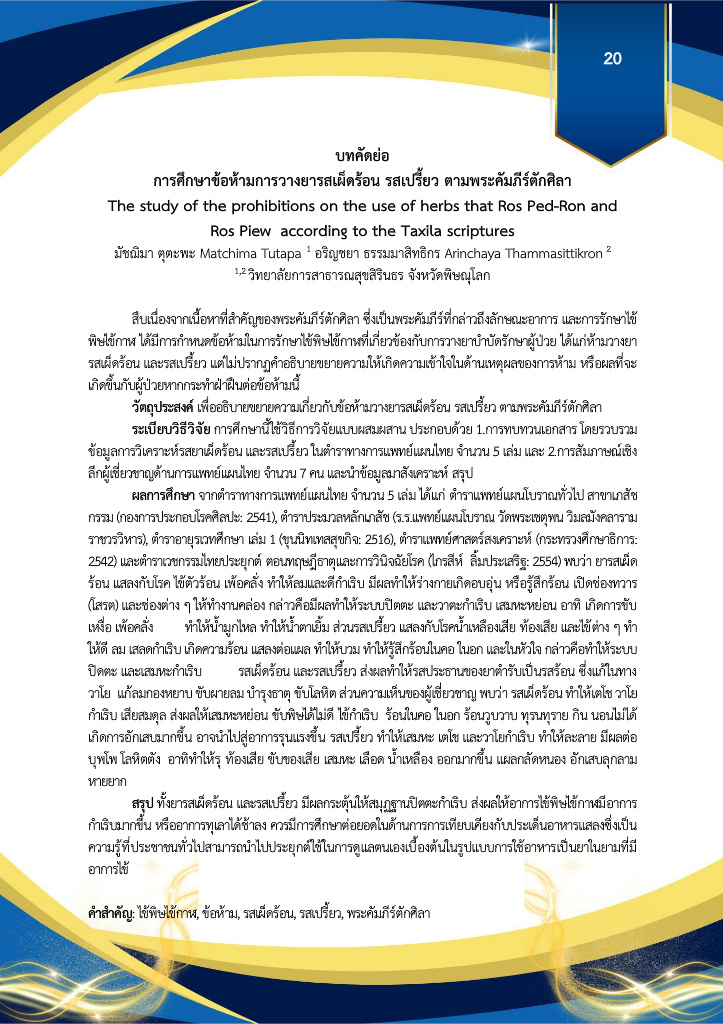 20
บทคัดย่อ
การศึกษาข้อห้ามการวางยารสเผ็ดร้อน รสเปรี้ยว ตามพระคัมภีร์ตักศิลา
The study of the prohibitions on the use of herbs that Ros Ped-Ron and
Ros Piew according to the Taxila scriptures
มัชฌิมา ตุตะพะ Matchima Tutapa 1 อริญชยา ธรรมมาสิทธิกร Arinchaya Thammasittikron 2
1,2 วิทยาลัยการสาธารณสุขสิรินธร จังหวัดพิษณุโลก
สืบเนื่องจากเนื้อหาที่สำคัญของพระคัมภีร์ตักศิลา ซึ่งเป็นพระคัมภีร์ที่กล่าวถึงลักษณะอาการ และการรักษาไข้
พิษไข้กาฬ ได้มีการกำหนดข้อห้ามในการรักษาไข้พิษไข้กาฬที่เกี่ยวข้องกับการวางยาบำบัดรักษาผู้ป่วย ได้แก่ห้ามวางยา
รสเผ็ดร้อน และรสเปรี้ยว แต่ไม่ปรากฏคำอธิบายขยายความให้เกิดความเข้าใจในด้านเหตุผลของการห้าม หรือผลที่จะ
เกิดขึ้นกับผู้ป่วยหากกระทำฝ่าฝืนต่อข้อห้ามนี้
วัตถุประสงค์ เพื่ออธิบายขยายความเกี่ยวกับข้อห้ามวางยารสเผ็ดร้อน รสเปรี้ยว ตามพระคัมภีร์ตักศิลา
ระเบียบวิธีวิจัย การศึกษานี้ใช้วิธีการวิจัยแบบผสมผสาน ประกอบด้วย 1.การทบทวนเอกสาร โดยรวบรวม
ข้อมูลการวิเคราะห์รสยาเผ็ดร้อน และรสเปรี้ยว ในตำราทางการแพทย์แผนไทย จำนวน 5 เล่ม และ 2.การสัมภาษณ์เชิง
ลึกผู้เชี่ยวชาญด้านการแพทย์แผนไทย จำนวน 7 คน และนำข้อมูลมาสังเคราะห์ สรุป
ผลการศึกษา จากตำราทางการแพทย์แผนไทย จำนวน 5 เล่ม ได้แก่ ตำราแพทย์แผนโบราณทั่วไป สาขาเภสัช
กรรม (กองการประกอบโรคศิลปะ: 2541), ตำราประมวลหลักเภสัช (ร.ร.แพทย์แผนโบราณ วัดพระเชตุพน วิมลมังคลาราม
ราชวรวิหาร), ตำราอายุรเวทศึกษา เล่ม 1 (ขุนนิทเทสสุขกิจ: 2516), ตำราแพทย์ศาสตร์สงเคราะห์ (กระทรวงศึกษาธิการ:
2542) และตำราเวชกรรมไทยประยุกต์ ตอนทฤษฎีธาตุและการวินิจฉัยโรค (ไกรสีห์ ลิ้มประเสริฐ: 2554) พบว่า ยารสเผ็ด
ร้อน แสลงกับโรค ไข้ตัวร้อน เพ้อคลั่ง ทำให้ลมและดีกำเริบ มีผลทำให้ร่างกายเกิดอบอุ่น หรือรู้สึกร้อน เปิดช่องทวาร
(โสรต) และช่องต่าง ๆ ให้ทำงานคล่อง กล่าวคือมีผลทำให้ระบบปิตตะ และวาตะกำเริบ เสมหะหย่อน อาทิ เกิดการขับ
เหงื่อ เพ้อคลั่ง ทำให้น้ำมูกไหล ทำให้น้ำตาเยิ้ม ส่วนรสเปรี้ยว แสลงกับโรคน้ำเหลืองเสีย ท้องเสีย และไข้ต่าง ๆ ทำ
ให้ดี ลม เสลดกำเริบ เกิดความร้อน แสลงต่อแผล ทำให้บวม ทำให้รู้สึกร้อนในคอ ในอก และในหัวใจ กล่าวคือทำให้ระบบ
ปิตตะ และเสมหะกำเริบ รสเผ็ดร้อน และรสเปรี้ยว ส่งผลทำให้รสประธานของยาตำรับเป็นรสร้อน ซึ่งแก้ในทาง
วาโย แก้ลมกองหยาบ ขับผายลม บำรุงธาตุ ขับโลหิต ส่วนความเห็นของผู้เชี่ยวชาญ พบว่า รสเผ็ดร้อน ทำให้เตโช วาโย
กำเริบ เสียสมดุล ส่งผลให้เสมหะหย่อน ขับพิษได้ไม่ดี ไข้กำเริบ ร้อนในคอ ในอก ร้อนวูบวาบ ทุรนทุราย กิน นอนไม่ได้
เกิดการอักเสบมากขึ้น อาจนำไปสู่อาการรุนแรงขึ้น รสเปรี้ยว ทำให้เสมหะ เตโช และวาโยกำเริบ ทำให้ละลาย มีผลต่อ
บุพโพ โลหิตตัง อาทิทำให้รุ ท้องเสีย ขับของเสีย เสมหะ เลือด น้ำเหลือง ออกมากขึ้น แผลกลัดหนอง อักเสบลุกลาม
หายยาก
สรุป ทั้งยารสเผ็ดร้อน และรสเปรี้ยว มีผลกระตุ้นให้สมุฏฐานปิตตะกำเริบ ส่งผลให้อาการไข้พิษไข้กาฬมีอาการ
กำเริบมากขึ้น หรืออาการทุเลาได้ช้าลง ควรมีการศึกษาต่อยอดในด้านการการเทียบเคียงกับประเด็นอาหารแสลงซึ่งเป็น
ความรู้ที่ประชาชนทั่วไปสามารถนำไปประยุกต์ใช้ในการดูแลตนเองเบื้องต้นในรูปแบบการใช้อาหารเป็นยาในยามที่มี
อาการไข้
คำสำคัญ: ไข้พิษไข้กาฬ, ข้อห้าม, รสเผ็ดร้อน, รสเปรี้ยว, พระคัมภีร์ตักศิลา